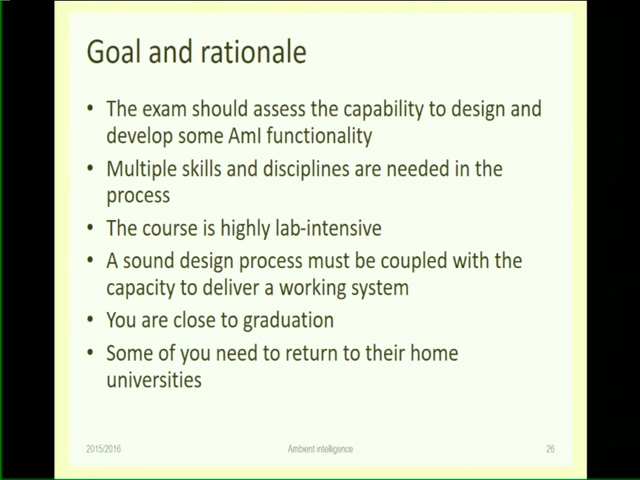 Goal and rationale
• The exam should assess the capability to design and
develop some AmI functionality
• Multiple skills and disciplines are needed in the
process
• The course is highly lab-intensive
• A sound design process must be coupled with the
capacity to deliver a working system
• You are close to graduation
• Some of you need to return to their home
universities
2015/2016 Ambient intelligence 26